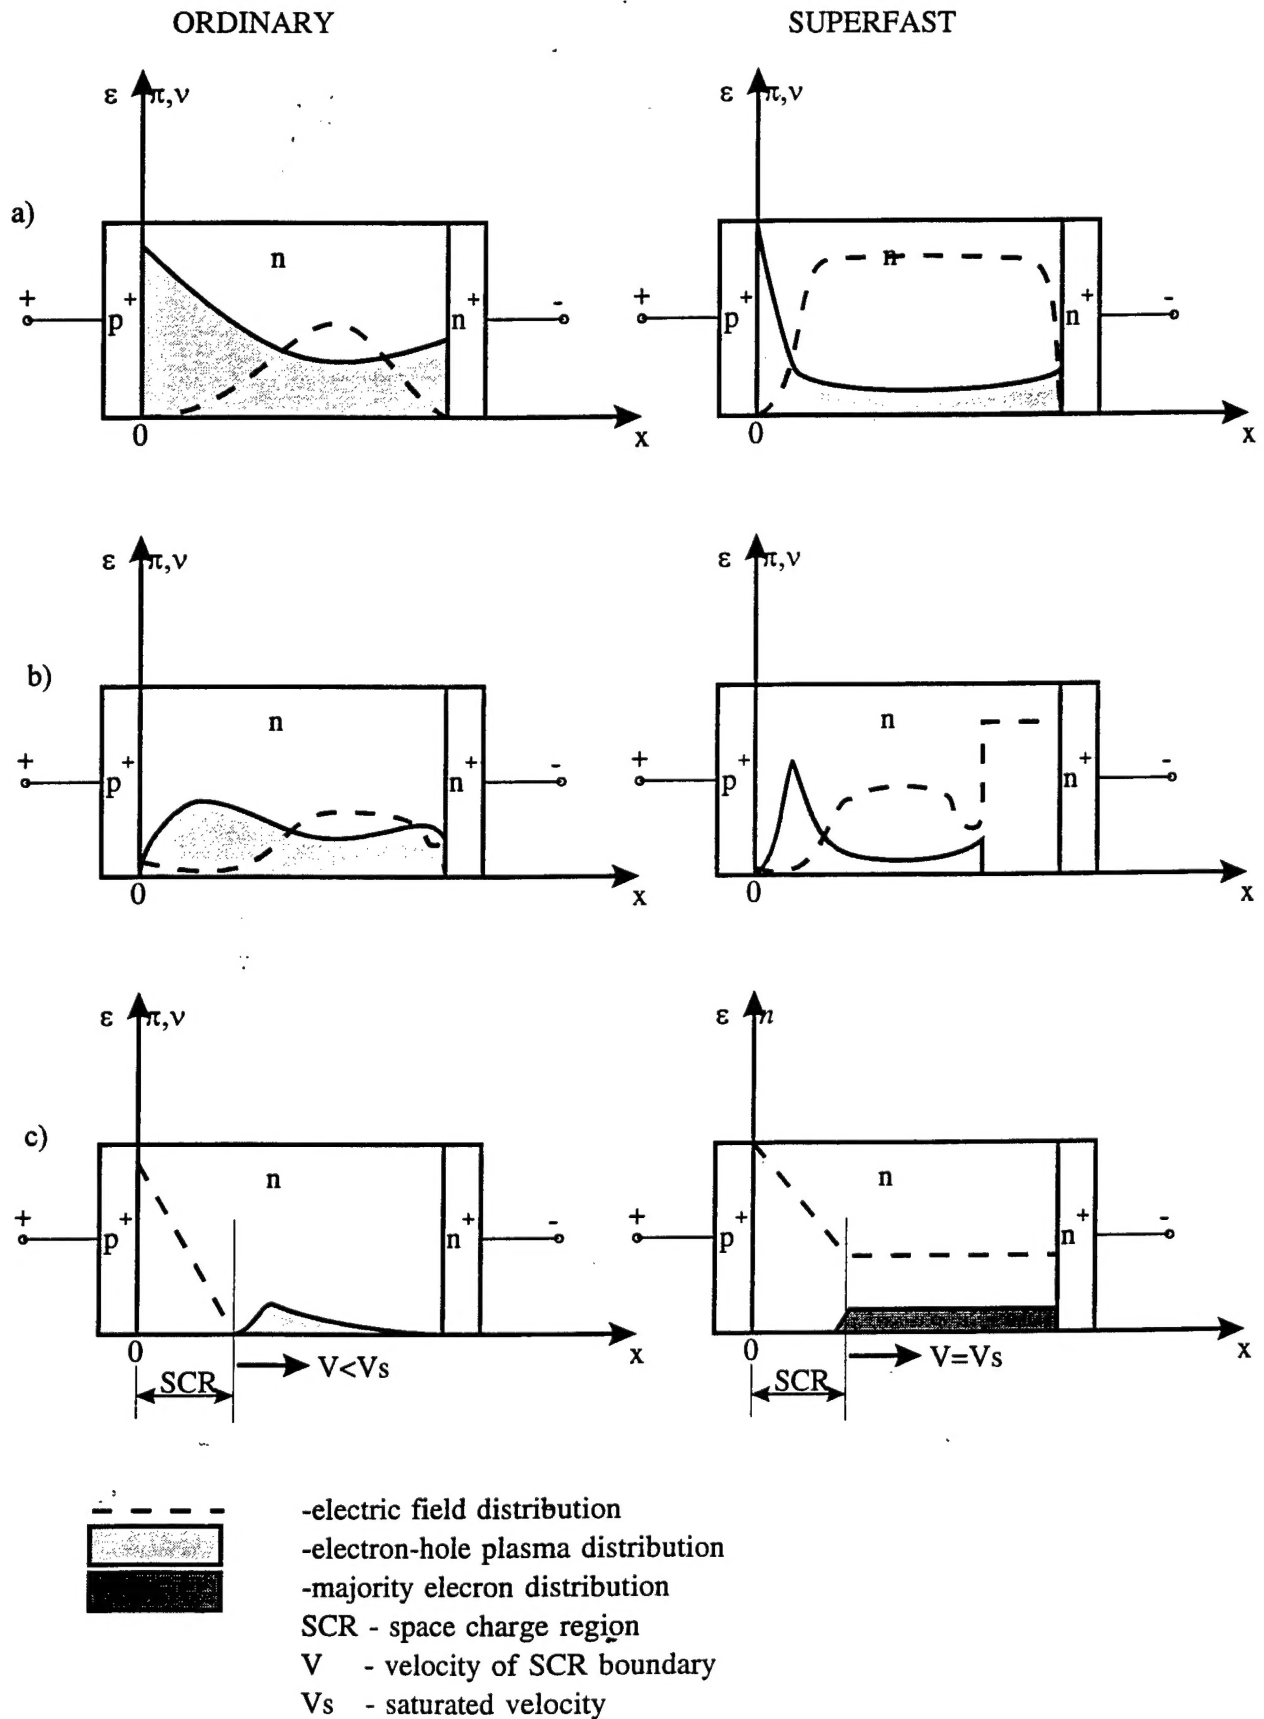 ORDINARY SUPERFAST
ε π,ν ε π,ν
a)
n n
+ p+ n+ - + p+ n+ -
0 x 0 x
ε π,ν ε π,ν
b)
n n
+ p+ n+ - + p+ n+ -
0 x 0 x
ε π,ν ε n
c)
n n
+ p+ n+ - + p+ n+ -
0 x 0 x
V<Vs V=Vs
SCR SCR
-electric field distribution
-electron-hole plasma distribution
-majority elecron distribution
SCR - space charge region
V - velocity of SCR boundary
Vs - saturated velocity